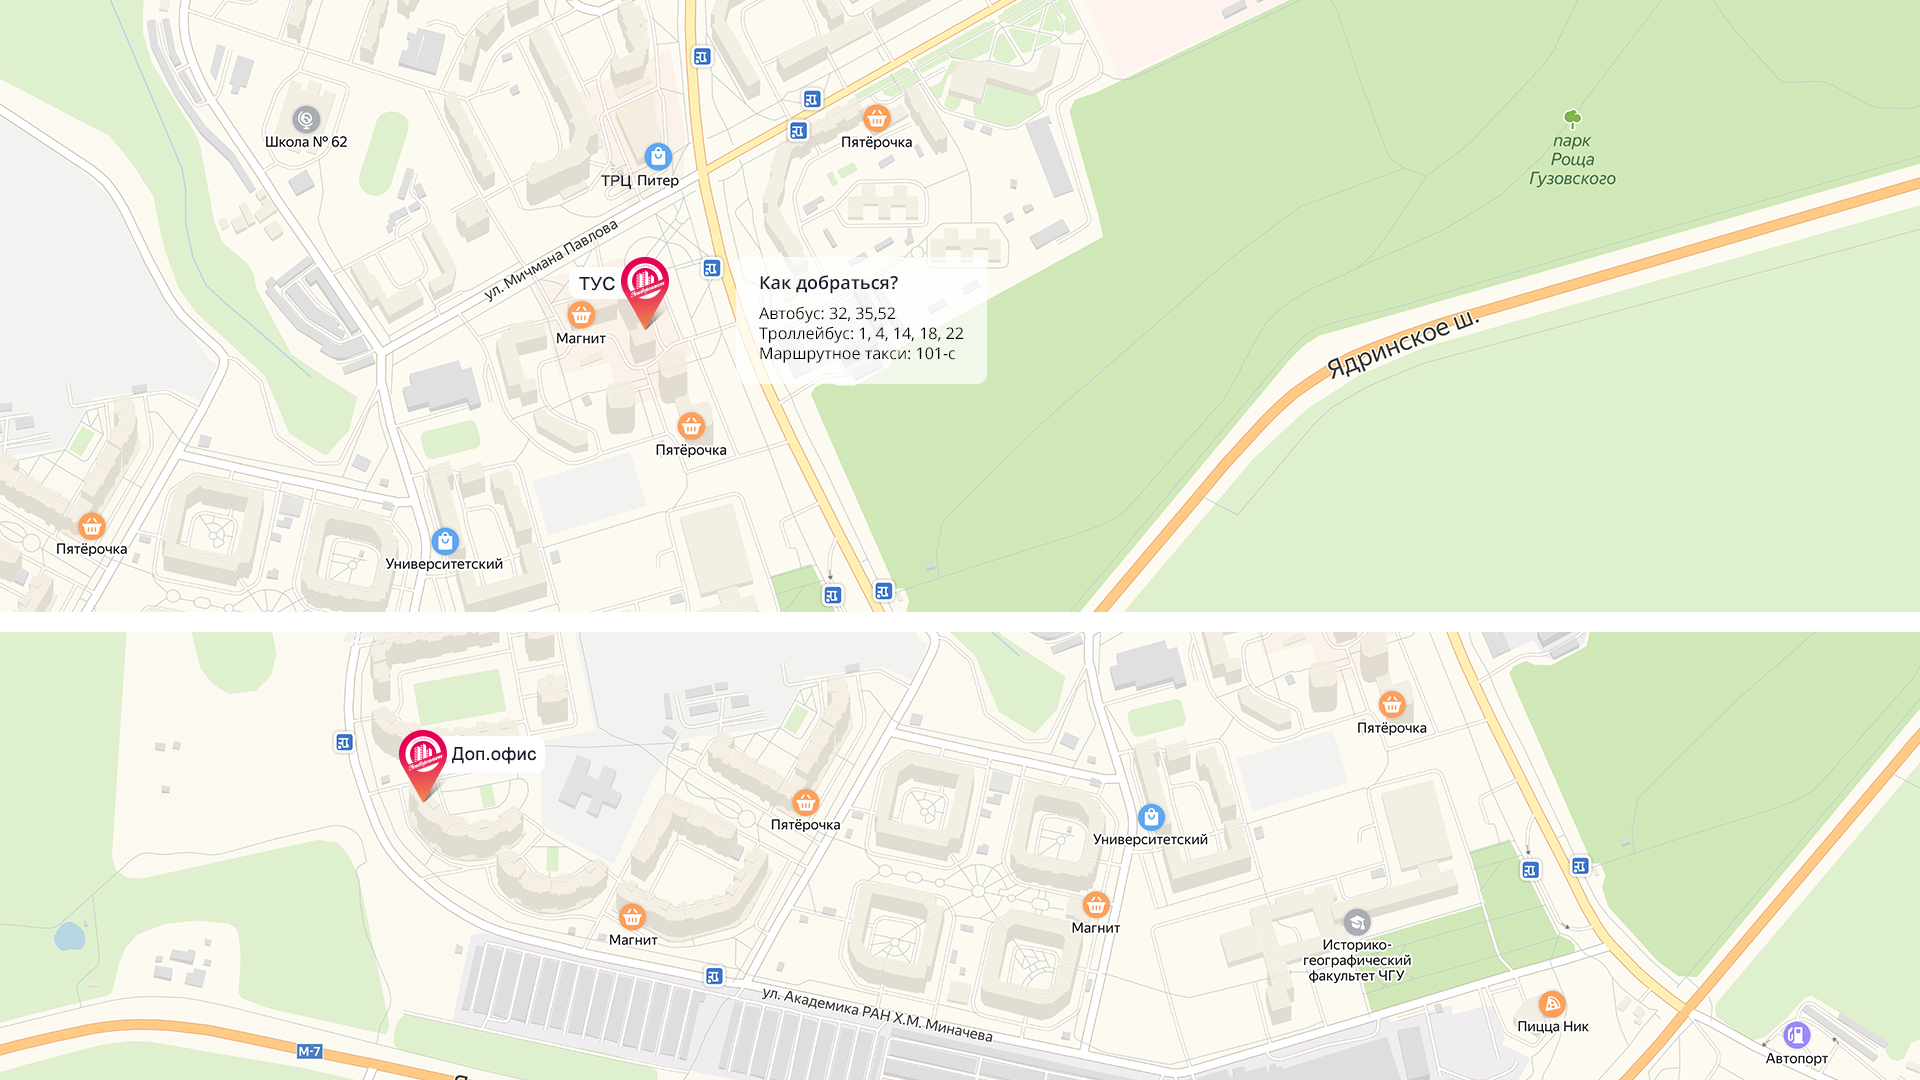 Школа № 62
ТРЦ Питер
Пятёрочка
парк
Роща
Гузовского
ул. Мичмана Павлова
ТУС
Магнит
Как добраться?
Автобус: 32, 35,52
Троллейбус: 1, 4, 14, 18, 22
Маршрутное такси: 101-с
Ядринское ш.
Пятёрочка
Пятёрочка
Университетский
Доп.офис
Пятёрочка
Пятёрочка
Университетский
Магнит
Магнит
Историко-
географический
факультет ЧГУ
ул. Академика РАН Х.М. Миначева
Пицца Ник
М-7
Автопорт